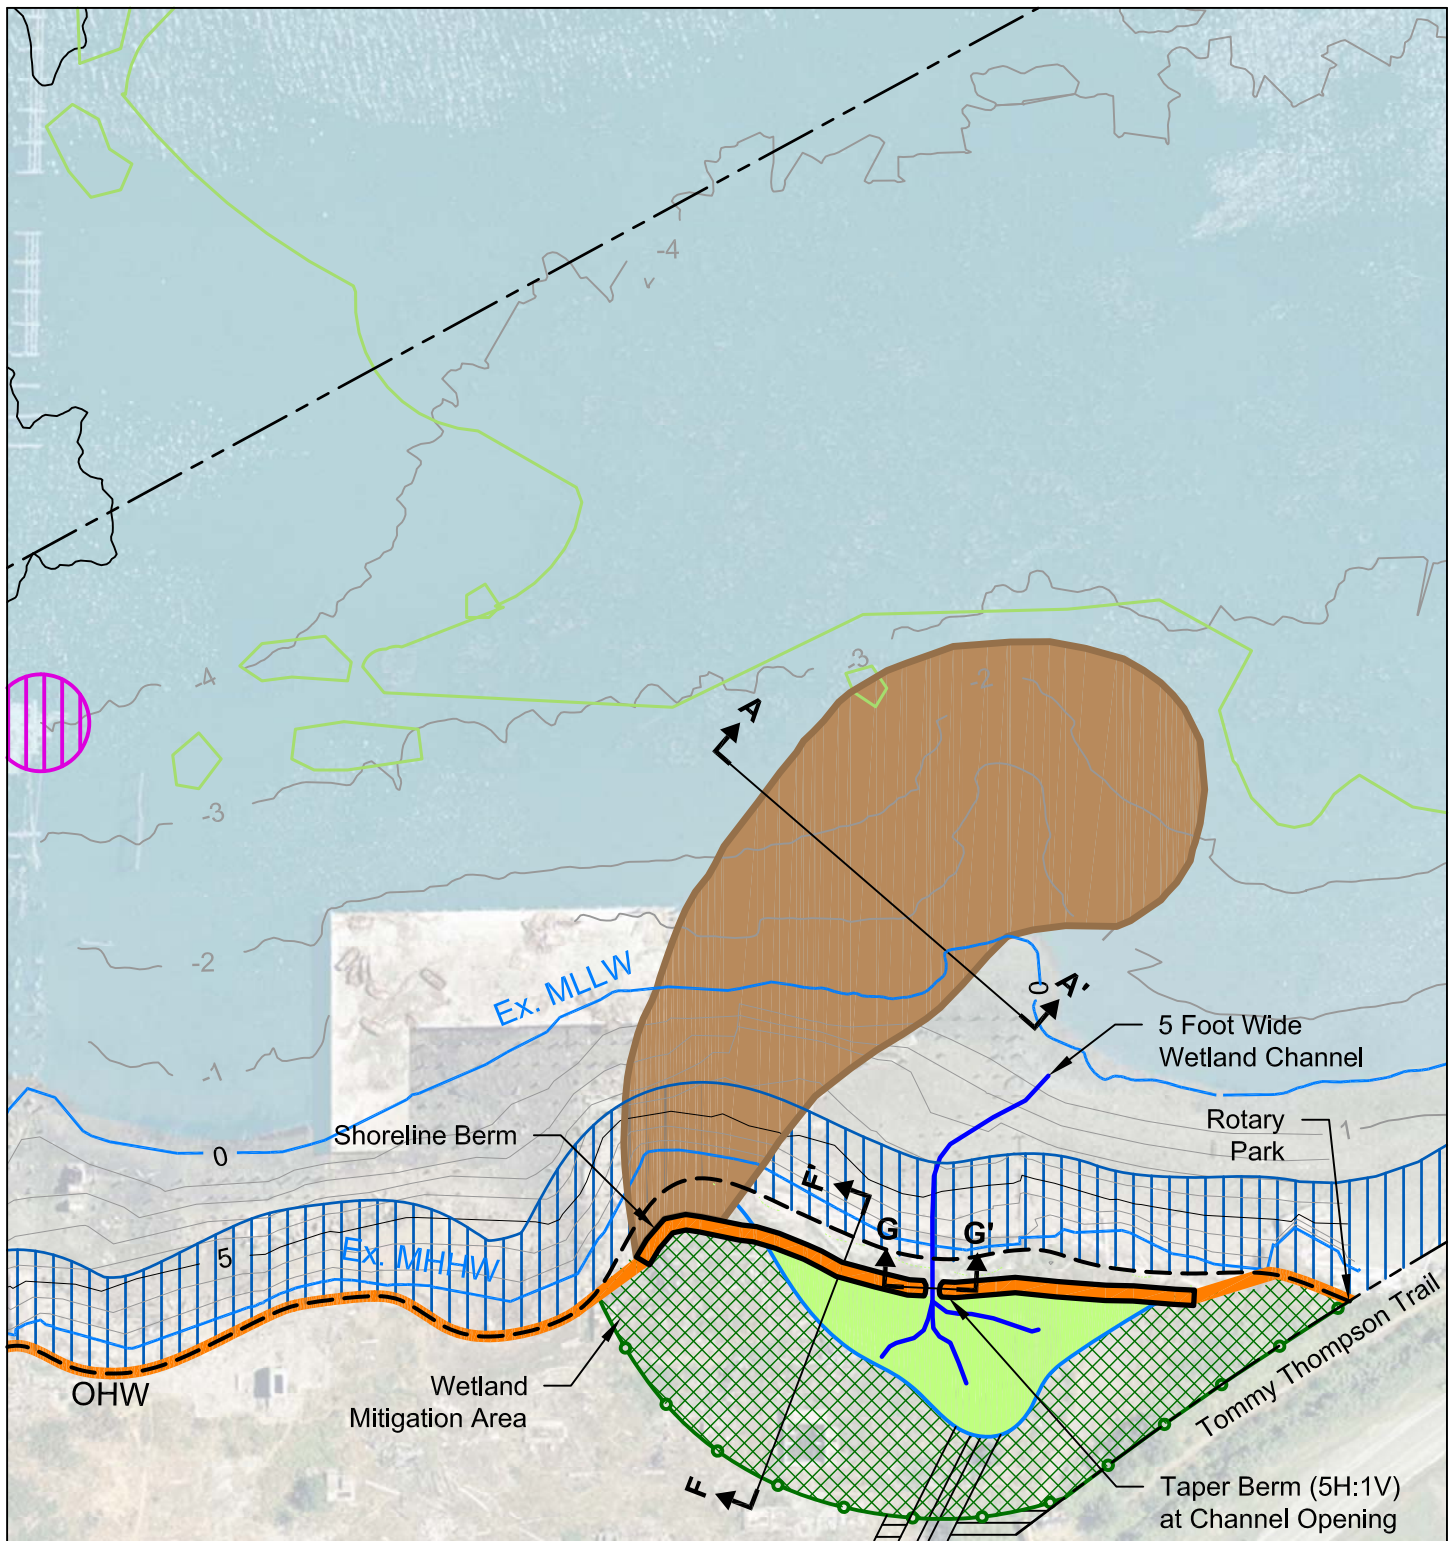 -4
-4
-3
-2
-3
A
Ex. MLLW
-2
0
A'
-1
5 Foot Wide
Wetland Channel
Shoreline Berm
Rotary
Park
1
0
F'
G
G'
5
Ex. MHHW
OHW
Wetland
Mitigation Area
Tommy Thompson Trail
F
Taper Berm (5H:1V)
at Channel Opening